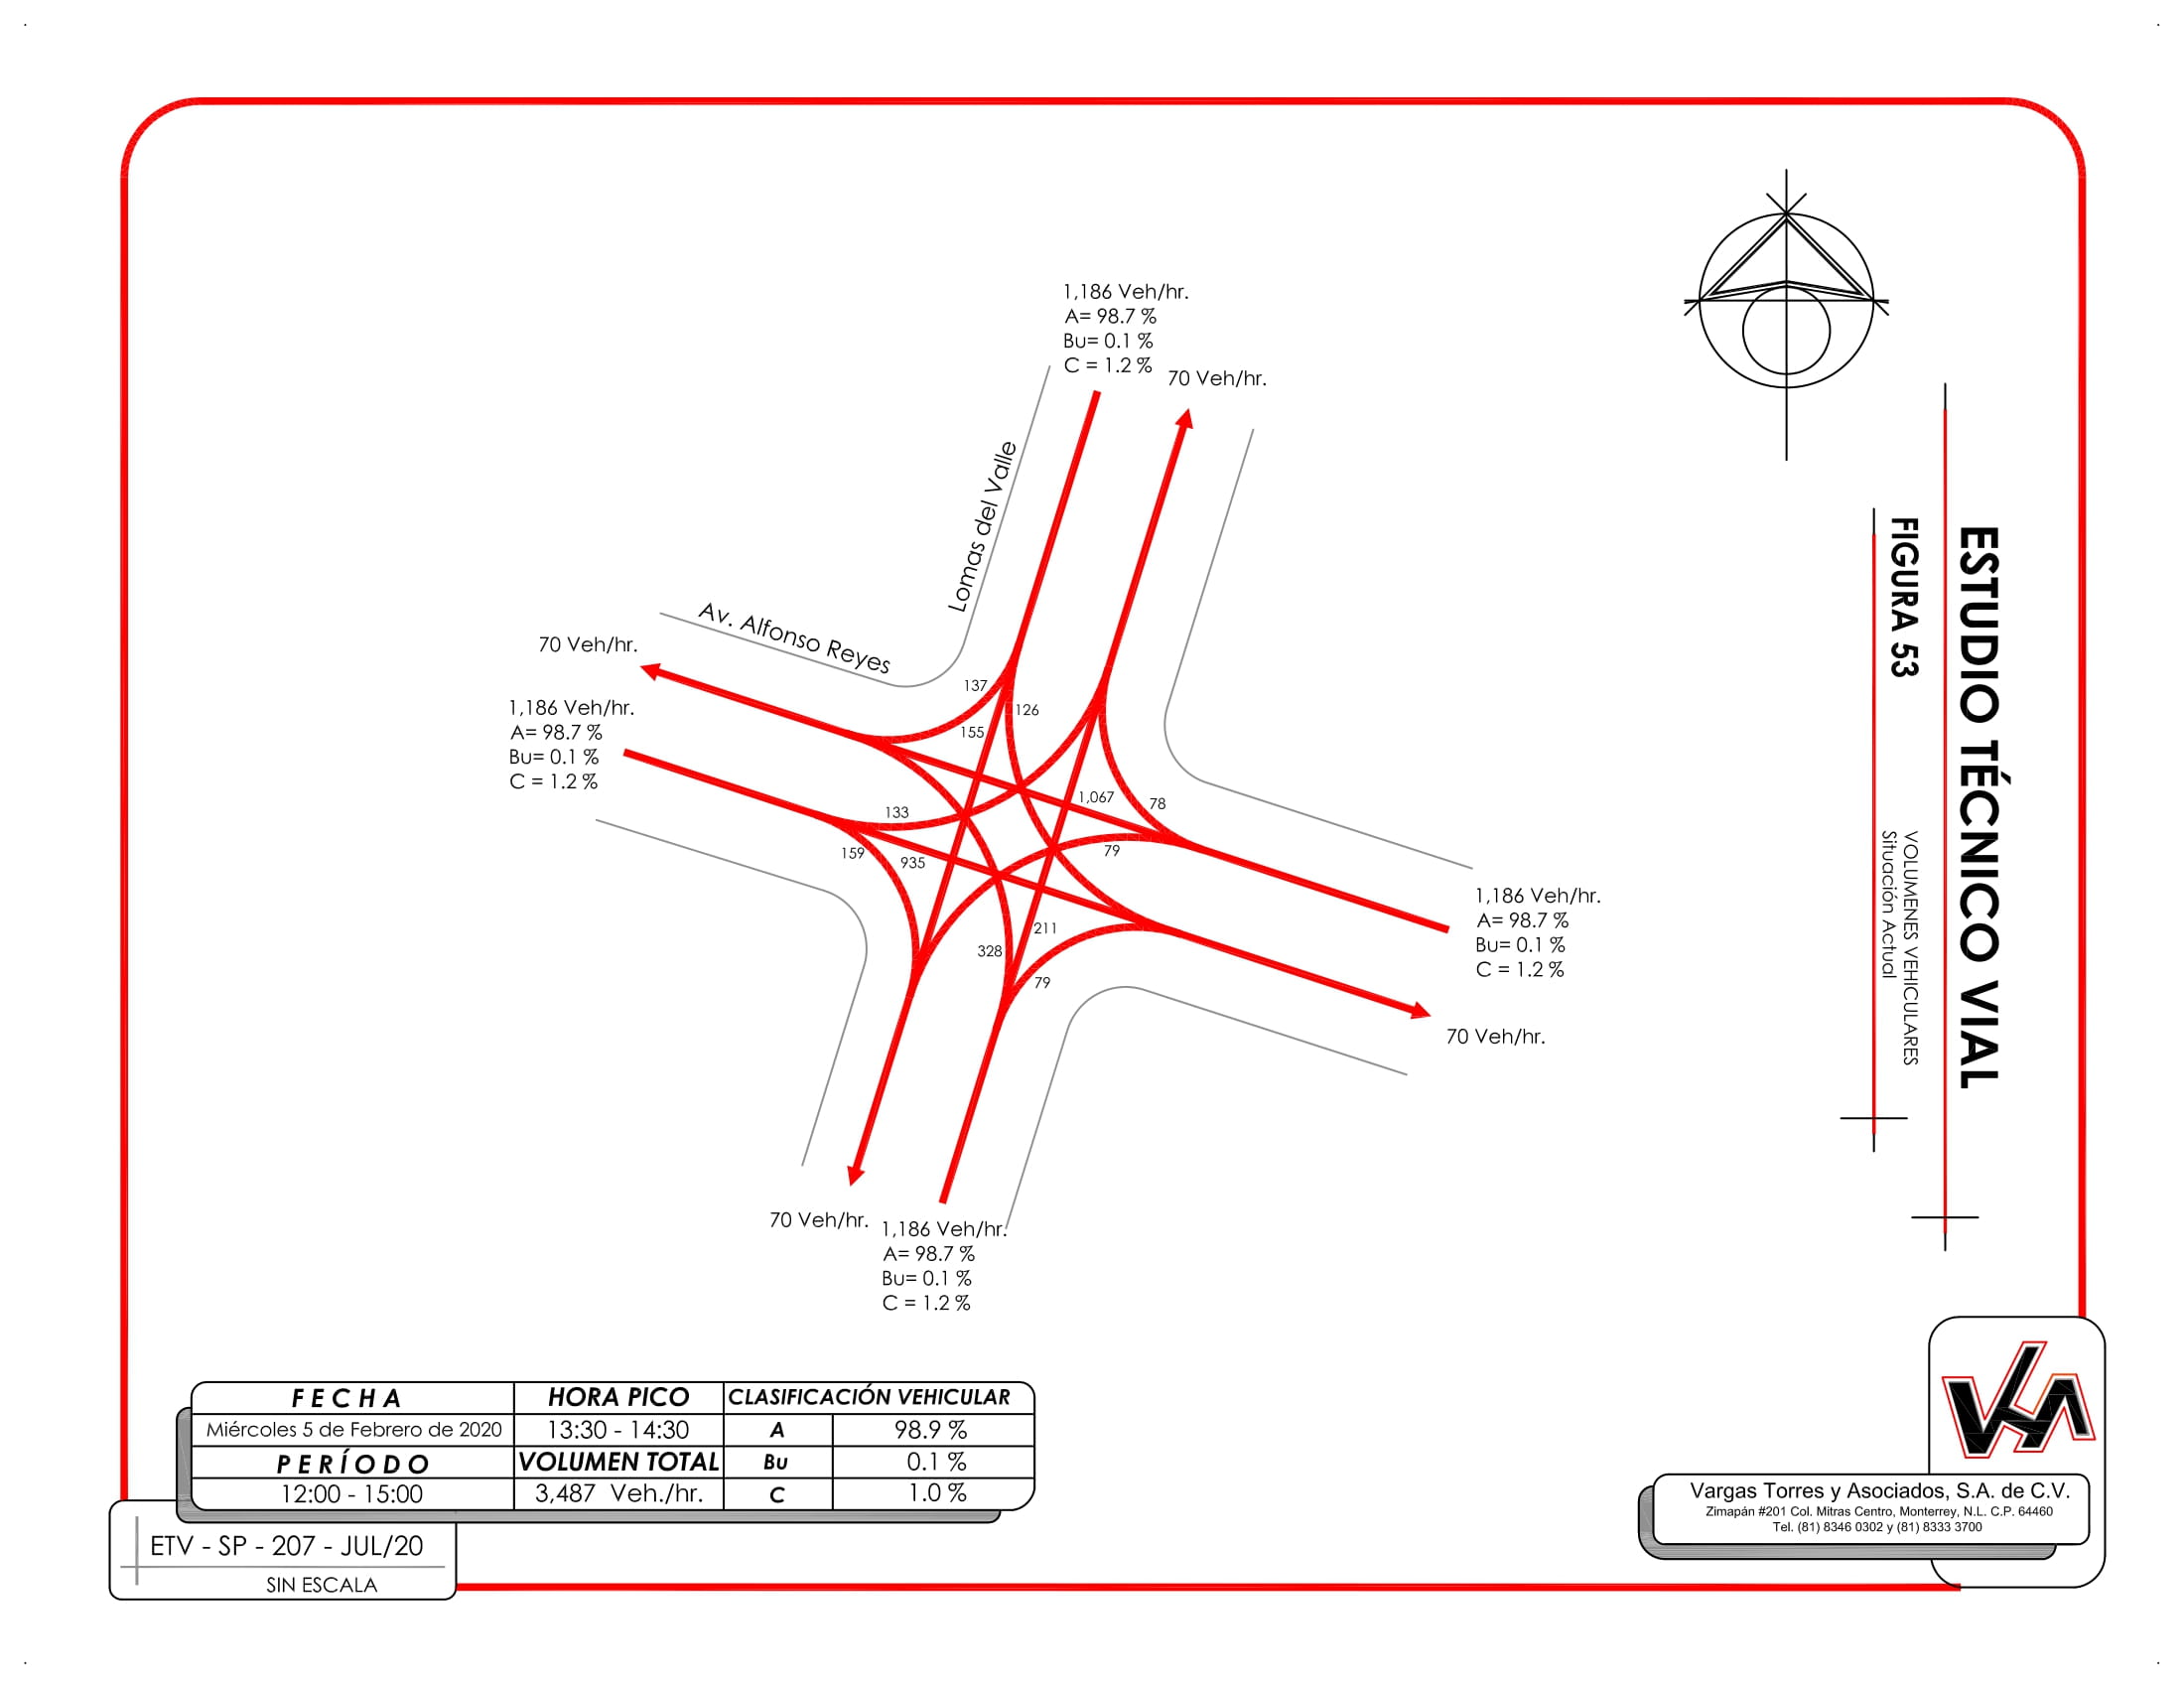 1,186 Veh/hr.
A= 98.7 %
Bu= 0.1 %
C = 1.2 %
70 Veh/hr.
Lomas del Valle
Av. Alfonso Reyes
70 Veh/hr.
1,186 Veh/hr.
A= 98.7 %
Bu= 0.1 %
C = 1.2 %
137
126
155
1,067
78
133
159
935
79
211
328
79
1,186 Veh/hr.
A= 98.7 %
Bu= 0.1 %
C = 1.2 %
70 Veh/hr.
70 Veh/hr.
1,186 Veh/hr.
A= 98.7 %
Bu= 0.1 %
C = 1.2 %
ESTUDIO TÉCNICO VIAL
FIGURA 53
VOLUMENES VEHICULARES
Situación Actual
FECHA HORA PICO CLASIFICACIÓN VEHICULAR
Miércoles 5 de Febrero de 2020 13:30 - 14:30 A 98.9 %
PERÍODO VOLUMEN TOTAL Bu 0.1 %
12:00 - 15:00 3,487 Veh./hr. C 1.0 %
ETV - SP - 207 - JUL/20
SIN ESCALA
VTA
Vargas Torres y Asociados, S.A. de C.V.
Zimapán #201 Col. Mitras Centro, Monterrey, N.L. C.P. 64460
Tel. (81) 8346 0302 y (81) 8333 3700